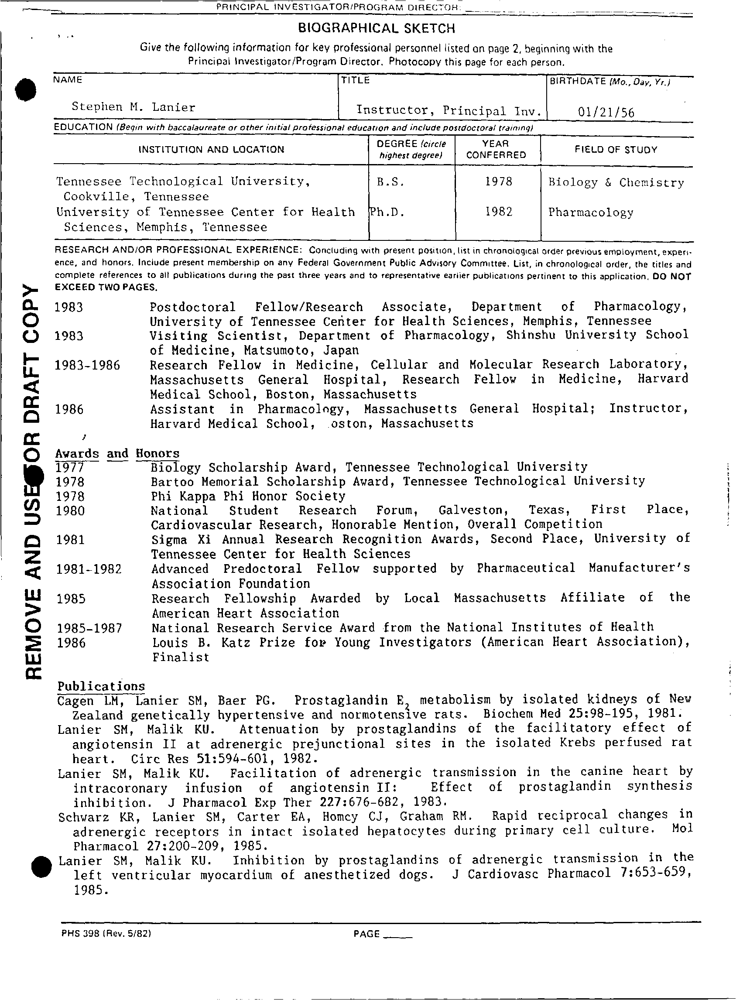 PRINCIPAL INVESTIGATOR/PROGRAM DIRECTOR:
BIOGRAPHICAL SKETCH
Give the following information for key professional personnel listed on page 2, beginning with the
Principal Investigator/Program Director. Photocopy this page for each person.
NAME TITLE BIRTHDATE (Mo., Day, Yr.)
Stephen M. Lanier Instructor, Principal Inv. 01/21/56
EDUCATION (Begin with baccalaureate or other initial professional education and include postdoctoral training)
INSTITUTION AND LOCATION DEGREE (circle highest degree) YEAR CONFERRED FIELD OF STUDY
Tennessee Technological University, B.S. 1978 Biology & Chemistry
Cookville, Tennessee
University of Tennessee Center for Health Ph.D. 1982 Pharmacology
Sciences, Memphis, Tennessee
RESEARCH AND/OR PROFESSIONAL EXPERIENCE: Concluding with present position, list in chronological order previous employment, experi-
ence, and honors. Include present membership on any Federal Government Public Advisory Committee. List, in chronological order, the titles and
complete references to all publications during the past three years and to representative earlier publications pertinent to this application. DO NOT
EXCEED TWO PAGES.
1983 Postdoctoral Fellow/Research Associate, Department of Pharmacology,
University of Tennessee Center for Health Sciences, Memphis, Tennessee
1983 Visiting Scientist, Department of Pharmacology, Shinshu University School
of Medicine, Matsumoto, Japan
1983-1986 Research Fellow in Medicine, Cellular and Molecular Research Laboratory,
Massachusetts General Hospital, Research Fellow in Medicine, Harvard
Medical School, Boston, Massachusetts
1986 Assistant in Pharmacology, Massachusetts General Hospital; Instructor,
Harvard Medical School, oston, Massachusetts
Awards and Honors
1977 Biology Scholarship Award, Tennessee Technological University
1978 Bartoo Memorial Scholarship Award, Tennessee Technological University
1978 Phi Kappa Phi Honor Society
1980 National Student Research Forum, Galveston, Texas, First Place,
Cardiovascular Research, Honorable Mention, Overall Competition
1981 Sigma Xi Annual Research Recognition Awards, Second Place, University of
Tennessee Center for Health Sciences
1981-1982 Advanced Predoctoral Fellow supported by Pharmaceutical Manufacturer's
Association Foundation
1985 Research Fellowship Awarded by Local Massachusetts Affiliate of the
American Heart Association
1985-1987 National Research Service Award from the National Institutes of Health
1986 Louis B. Katz Prize for Young Investigators (American Heart Association),
Finalist
Publications
Cagen LM, Lanier SM, Baer PG. Prostaglandin E2 metabolism by isolated kidneys of New
Zealand genetically hypertensive and normotensive rats. Biochem Med 25:98-195, 1981.
Lanier SM, Malik KU. Attenuation by prostaglandins of the facilitatory effect of
angiotensin II at adrenergic prejunctional sites in the isolated Krebs perfused rat
heart. Circ Res 51:594-601, 1982.
Lanier SM, Malik KU. Facilitation of adrenergic transmission in the canine heart by
intracoronary infusion of angiotensin II: Effect of prostaglandin synthesis
inhibition. J Pharmacol Exp Ther 227:676-682, 1983.
Schwarz KR, Lanier SM, Carter EA, Homcy CJ, Graham RM. Rapid reciprocal changes in
adrenergic receptors in intact isolated hepatocytes during primary cell culture. Mol
Pharmacol 27:200-209, 1985.
Lanier SM, Malik KU. Inhibition by prostaglandins of adrenergic transmission in the
left ventricular myocardium of anesthetized dogs. J Cardiovasc Pharmacol 7:653-659,
1985.
PHS 398 (Rev. 5/82) PAGE
REMOVE AND USE OR DRAFT COPY